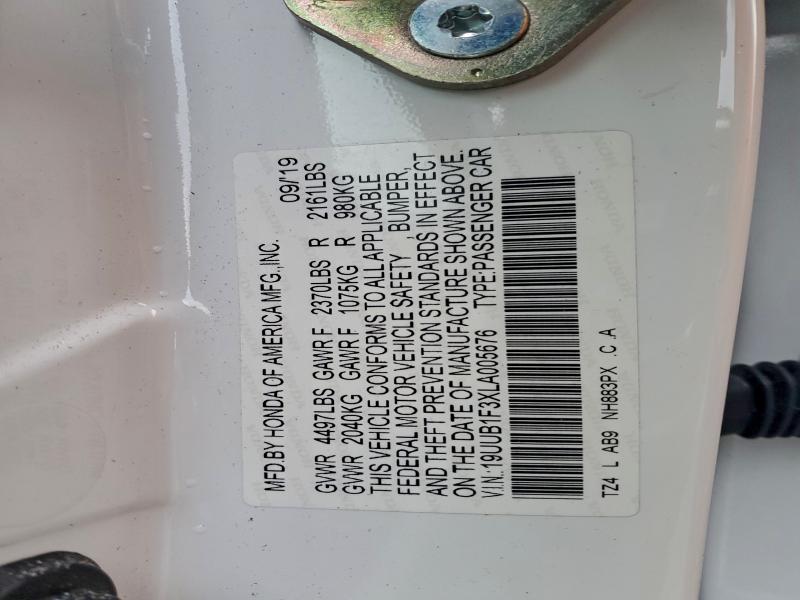 MFD.BY HONDA OF AMERICA MFG.,INC. 09/'19
GVWR 4497LBS GAWR F 2370LBS R 2161LBS
GVWR 2040KG GAWR F 1075KG R 980KG
THIS VEHICLE CONFORMS TO ALL APPLICABLE
FEDERAL MOTOR VEHICLE SAFETY , BUMPER,
AND THEFT PREVENTION STANDARDS IN EFFECT
ON THE DATE OF MANUFACTURE SHOWN ABOVE.
V.I.N.:19UUB1F3XLA005676 TYPE:PASSENGER CAR
TZ4 L AB9 NH883PX .C .A